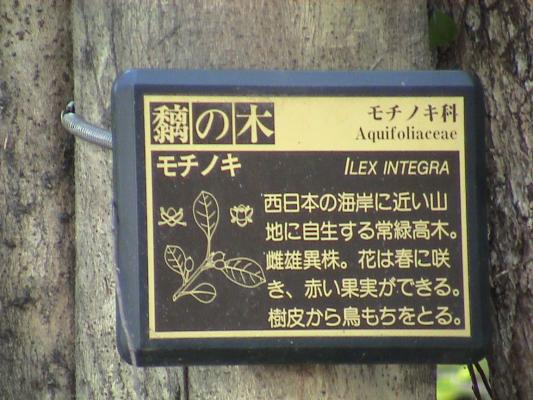 黐の木
モチノキ科
Aquifoliaceae
モチノキ
ILEX INTEGRA
西日本の海岸に近い山
地に自生する常緑高木。
雌雄異株。花は春に咲
き、赤い果実ができる。
樹皮から鳥もちをとる。